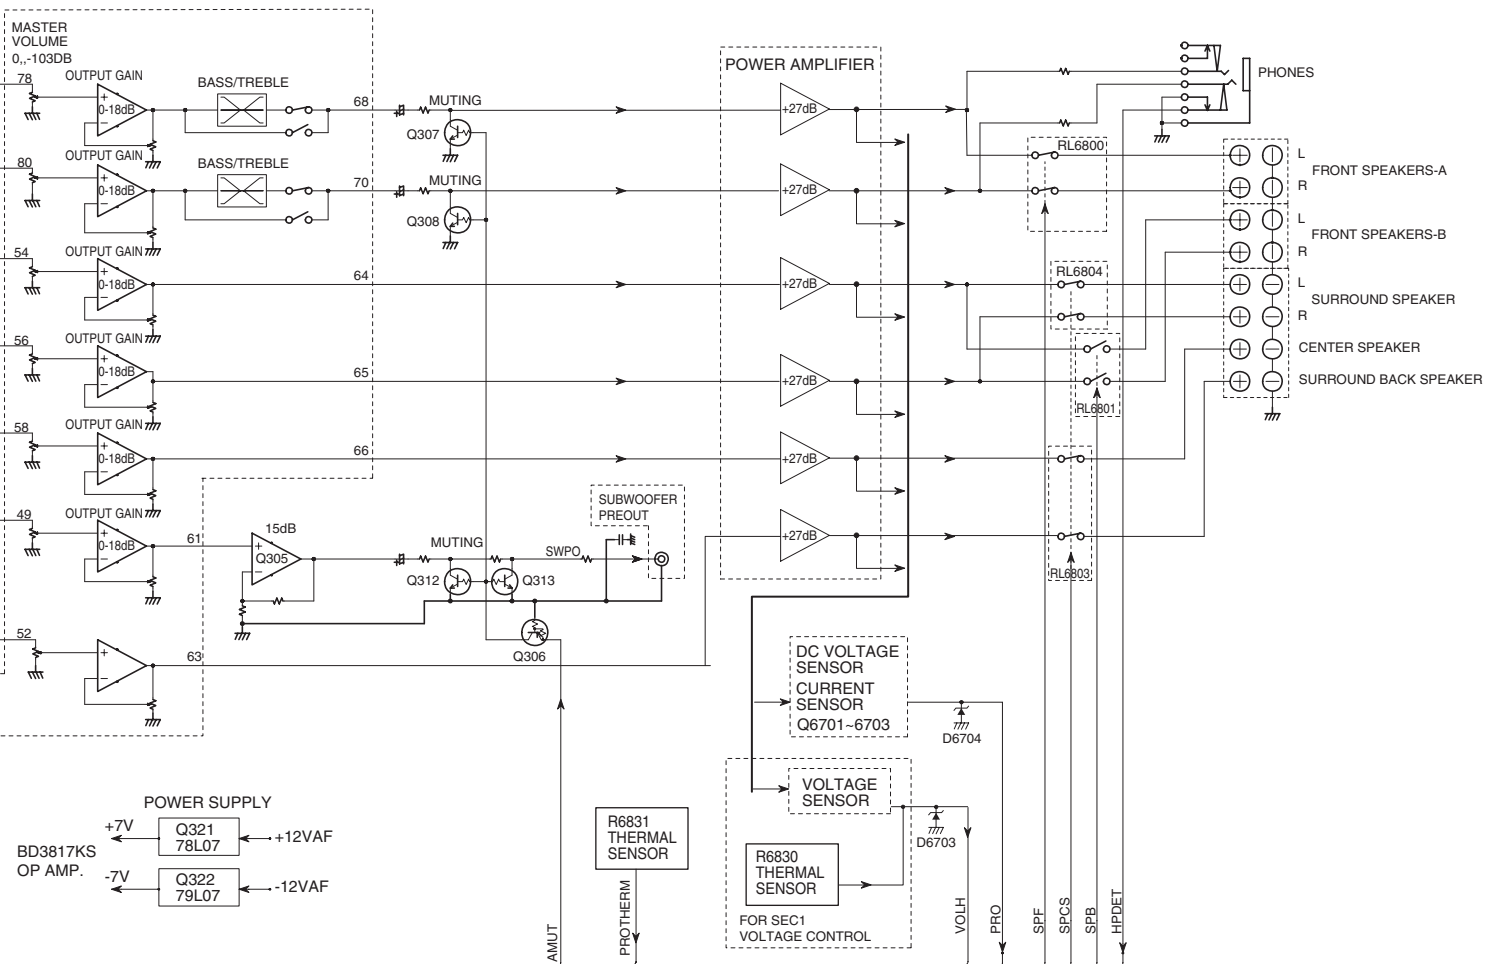 MASTER
VOLUME
0,,-103DB
78
OUTPUT GAIN
0-18dB
+
−
BASS/TREBLE
68
MUTING
Q307
POWER AMPLIFIER
+27dB
PHONES
80
OUTPUT GAIN
0-18dB
+
−
BASS/TREBLE
70
MUTING
Q308
+27dB
RL6800
L
FRONT SPEAKERS-A
R
L
FRONT SPEAKERS-B
R
54
OUTPUT GAIN
0-18dB
+
−
64
+27dB
RL6804
L
SURROUND SPEAKER
R
56
OUTPUT GAIN
0-18dB
+
−
65
+27dB
CENTER SPEAKER
SURROUND BACK SPEAKER
RL6801
58
OUTPUT GAIN
0-18dB
+
−
66
+27dB
49
OUTPUT GAIN
0-18dB
+
−
61
15dB
+
−
Q305
MUTING
Q312
Q313
SWPO
SUBWOOFER
PREOUT
+27dB
RL6803
52
+
−
63
Q306
DC VOLTAGE
SENSOR
CURRENT
SENSOR
Q6701~6703
D6704
VOLTAGE
SENSOR
D6703
R6830
THERMAL
SENSOR
FOR SEC1
VOLTAGE CONTROL
R6831
THERMAL
SENSOR
POWER SUPPLY
+7V
Q321
78L07
+12VAF
BD3817KS
OP AMP.
-7V
Q322
79L07
-12VAF
AMUT
PROTHERM
VOLH
PRO
SPF
SPCS
SPB
HPDET